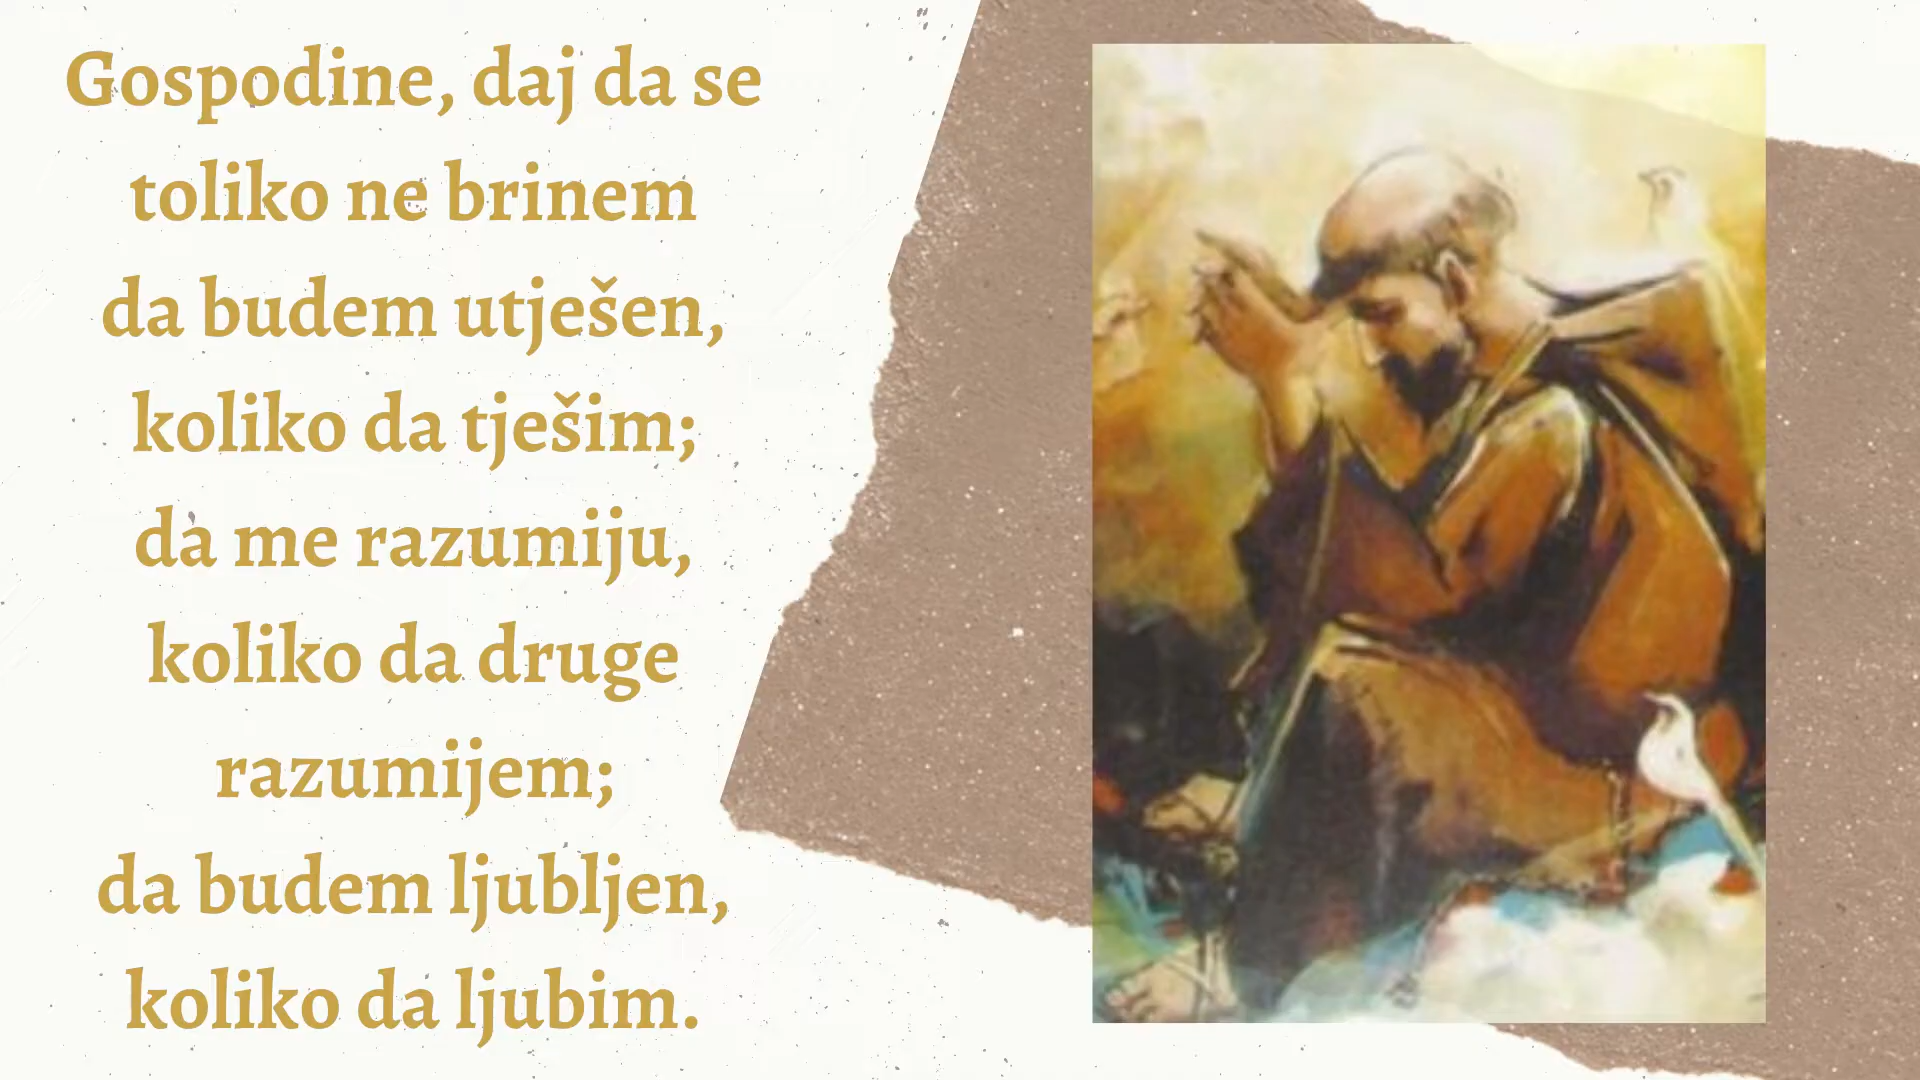 Gospodine, daj da se
toliko ne brinem
da budem utješen,
koliko da tješim;
da me razumiju,
koliko da druge
razumijem;
da budem ljubljen,
koliko da ljubim.